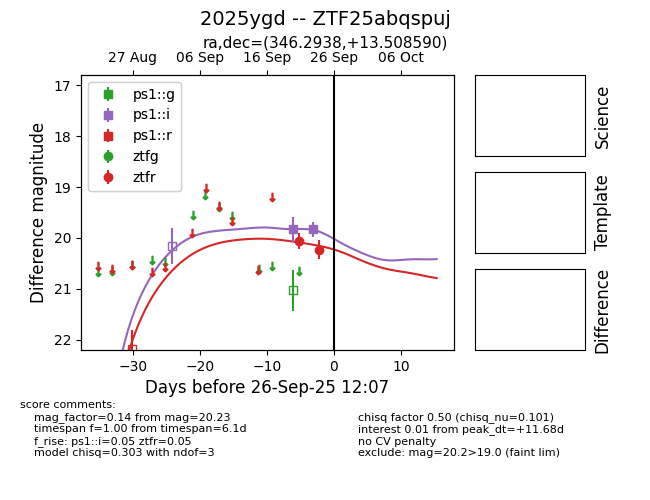 2025ygd -- ZTF25abqspuj
ra,dec=(346.2938,+13.508590)
27 Aug 06 Sep 16 Sep 26 Sep 06 Oct
17
18
19
20
21
22
Difference magnitude
ps1::g
ps1::i
ps1::r
ztfg
ztfr
−30 −20 −10 0 10
Days before 26-Sep-25 12:07
Science
Template
Difference
score comments:
mag_factor=0.14 from mag=20.23
timespan f=1.00 from timespan=6.1d
f_rise: ps1::i=0.05 ztfr=0.05
model chisq=0.303 with ndof=3
chisq factor 0.50 (chisq_nu=0.101)
interest 0.01 from peak_dt=+11.68d
no CV penalty
exclude: mag=20.2>19.0 (faint lim)